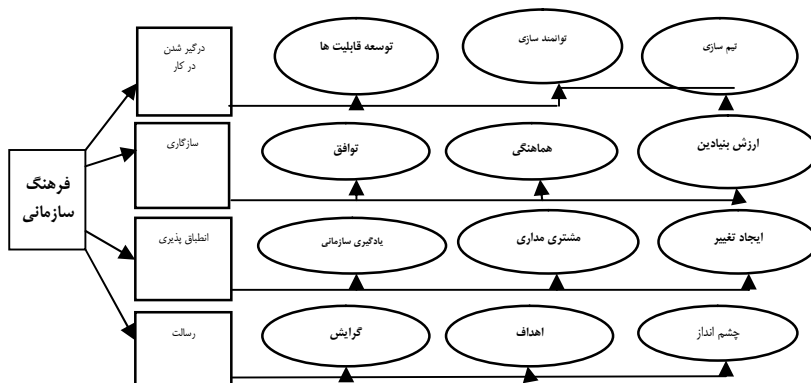 درگیر شدن
در کار
توسعه قابلیت ها
توانمند سازی
تیم سازی
سازگاری
توافق
هماهنگی
ارزش بنیادین
فرهنگ
سازمانی
انطباق پذیری
یادگیری سازمانی
مشتری مداری
ایجاد تغییر
رسالت
گرایش
اهداف
چشم انداز